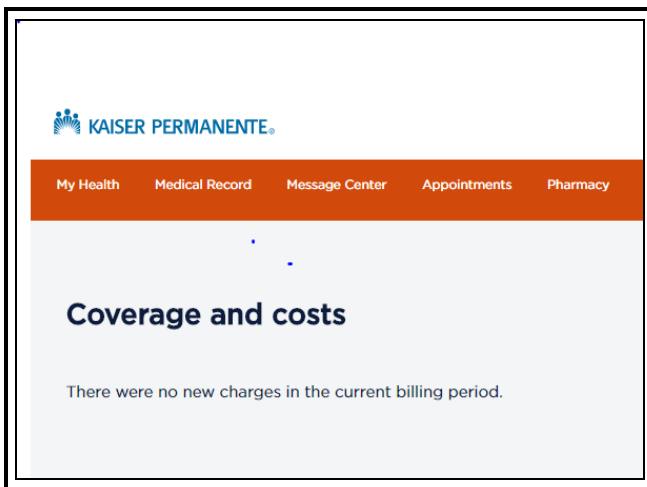 KAISER PERMANENTE®
My Health Medical Record Message Center Appointments Pharmacy
Coverage and costs
There were no new charges in the current billing period.